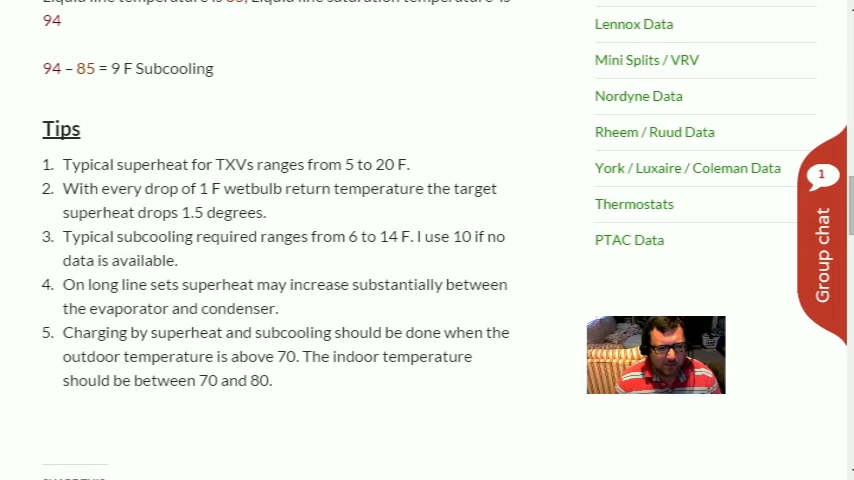 94
94 – 85 = 9 F Subcooling
Tips
1. Typical superheat for TXVs ranges from 5 to 20 F.
2. With every drop of 1 F wetbulb return temperature the target
superheat drops 1.5 degrees.
3. Typical subcooling required ranges from 6 to 14 F. I use 10 if no
data is available.
4. On long line sets superheat may increase substantially between
the evaporator and condenser.
5. Charging by superheat and subcooling should be done when the
outdoor temperature is above 70. The indoor temperature
should be between 70 and 80.
Lennox Data
Mini Splits / VRV
Nordyne Data
Rheem / Ruud Data
York / Luxaire / Coleman Data
Thermostats
PTAC Data
1
Group chat